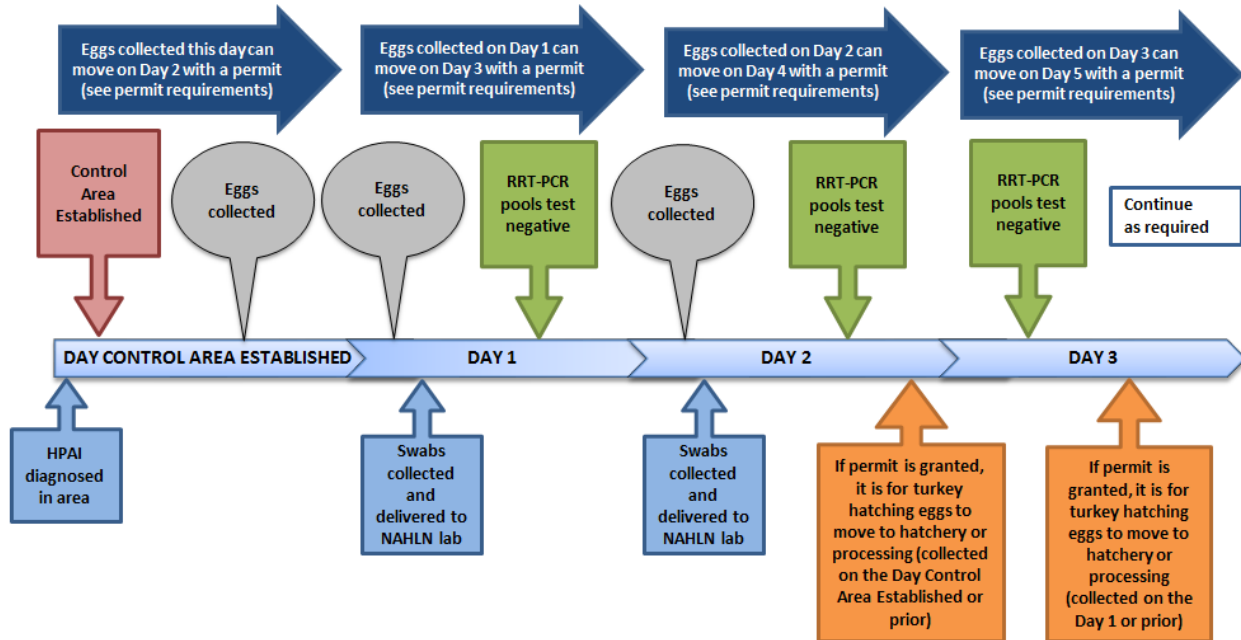 Eggs collected this day can
move on Day 2 with a permit
(see permit requirements)
Eggs collected on Day 1 can
move on Day 3 with a permit
(see permit requirements)
Eggs collected on Day 2 can
move on Day 4 with a permit
(see permit requirements)
Eggs collected on Day 3 can
move on Day 5 with a permit
(see permit requirements)
Control
Area
Established
Eggs
collected
Eggs
collected
RRT-PCR
pools test
negative
Eggs
collected
RRT-PCR
pools test
negative
RRT-PCR
pools test
negative
Continue
as required
DAY CONTROL AREA ESTABLISHED
DAY 1
DAY 2
DAY 3
HPAI
diagnosed
in area
Swabs
collected
and
delivered to
NAHLN lab
Swabs
collected
and
delivered to
NAHLN lab
If permit is granted,
it is for turkey
hatching eggs to
move to hatchery or
processing (collected
on the Day Control
Area Established or
prior)
If permit is
granted, it is for
turkey hatching
eggs to move to
hatchery or
processing
(collected on the
Day 1 or prior)